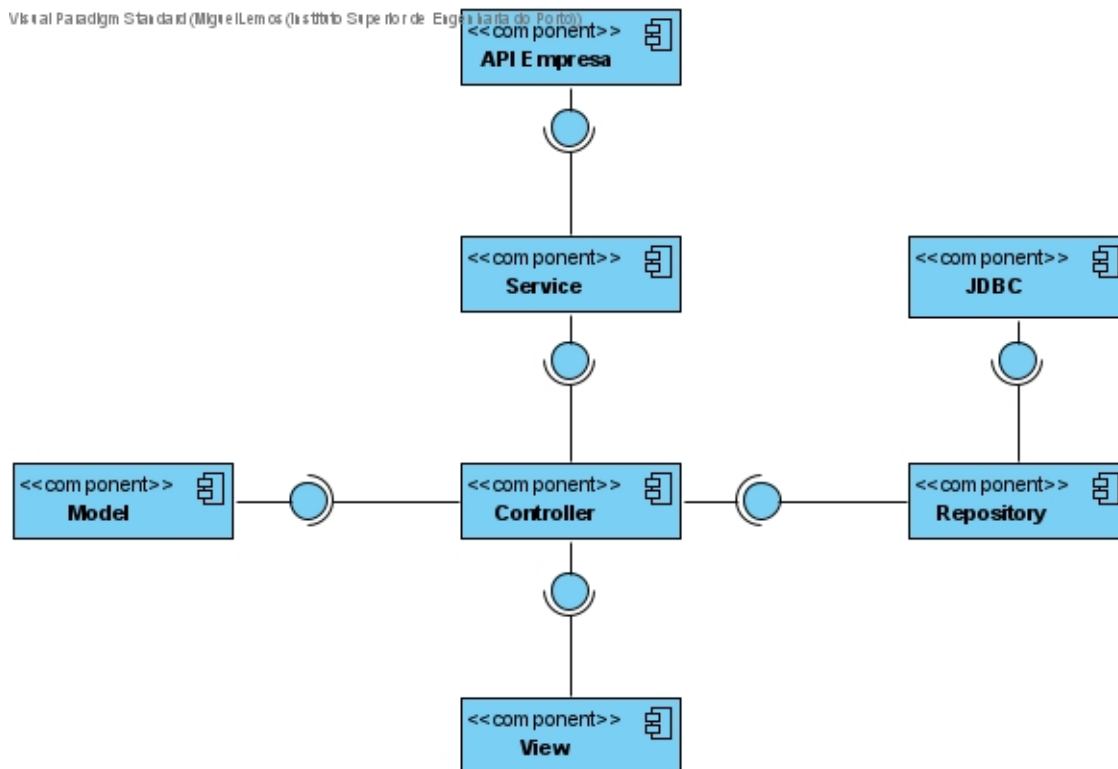 Visual Paradigm Standard (Miguel Lemos (Instituto Superior de Engenharia do Porto))
<<component>>
API Empresa
<<component>>
Service
<<component>>
JDBC
<<component>>
Model
<<component>>
Controller
<<component>>
Repository
<<component>>
View